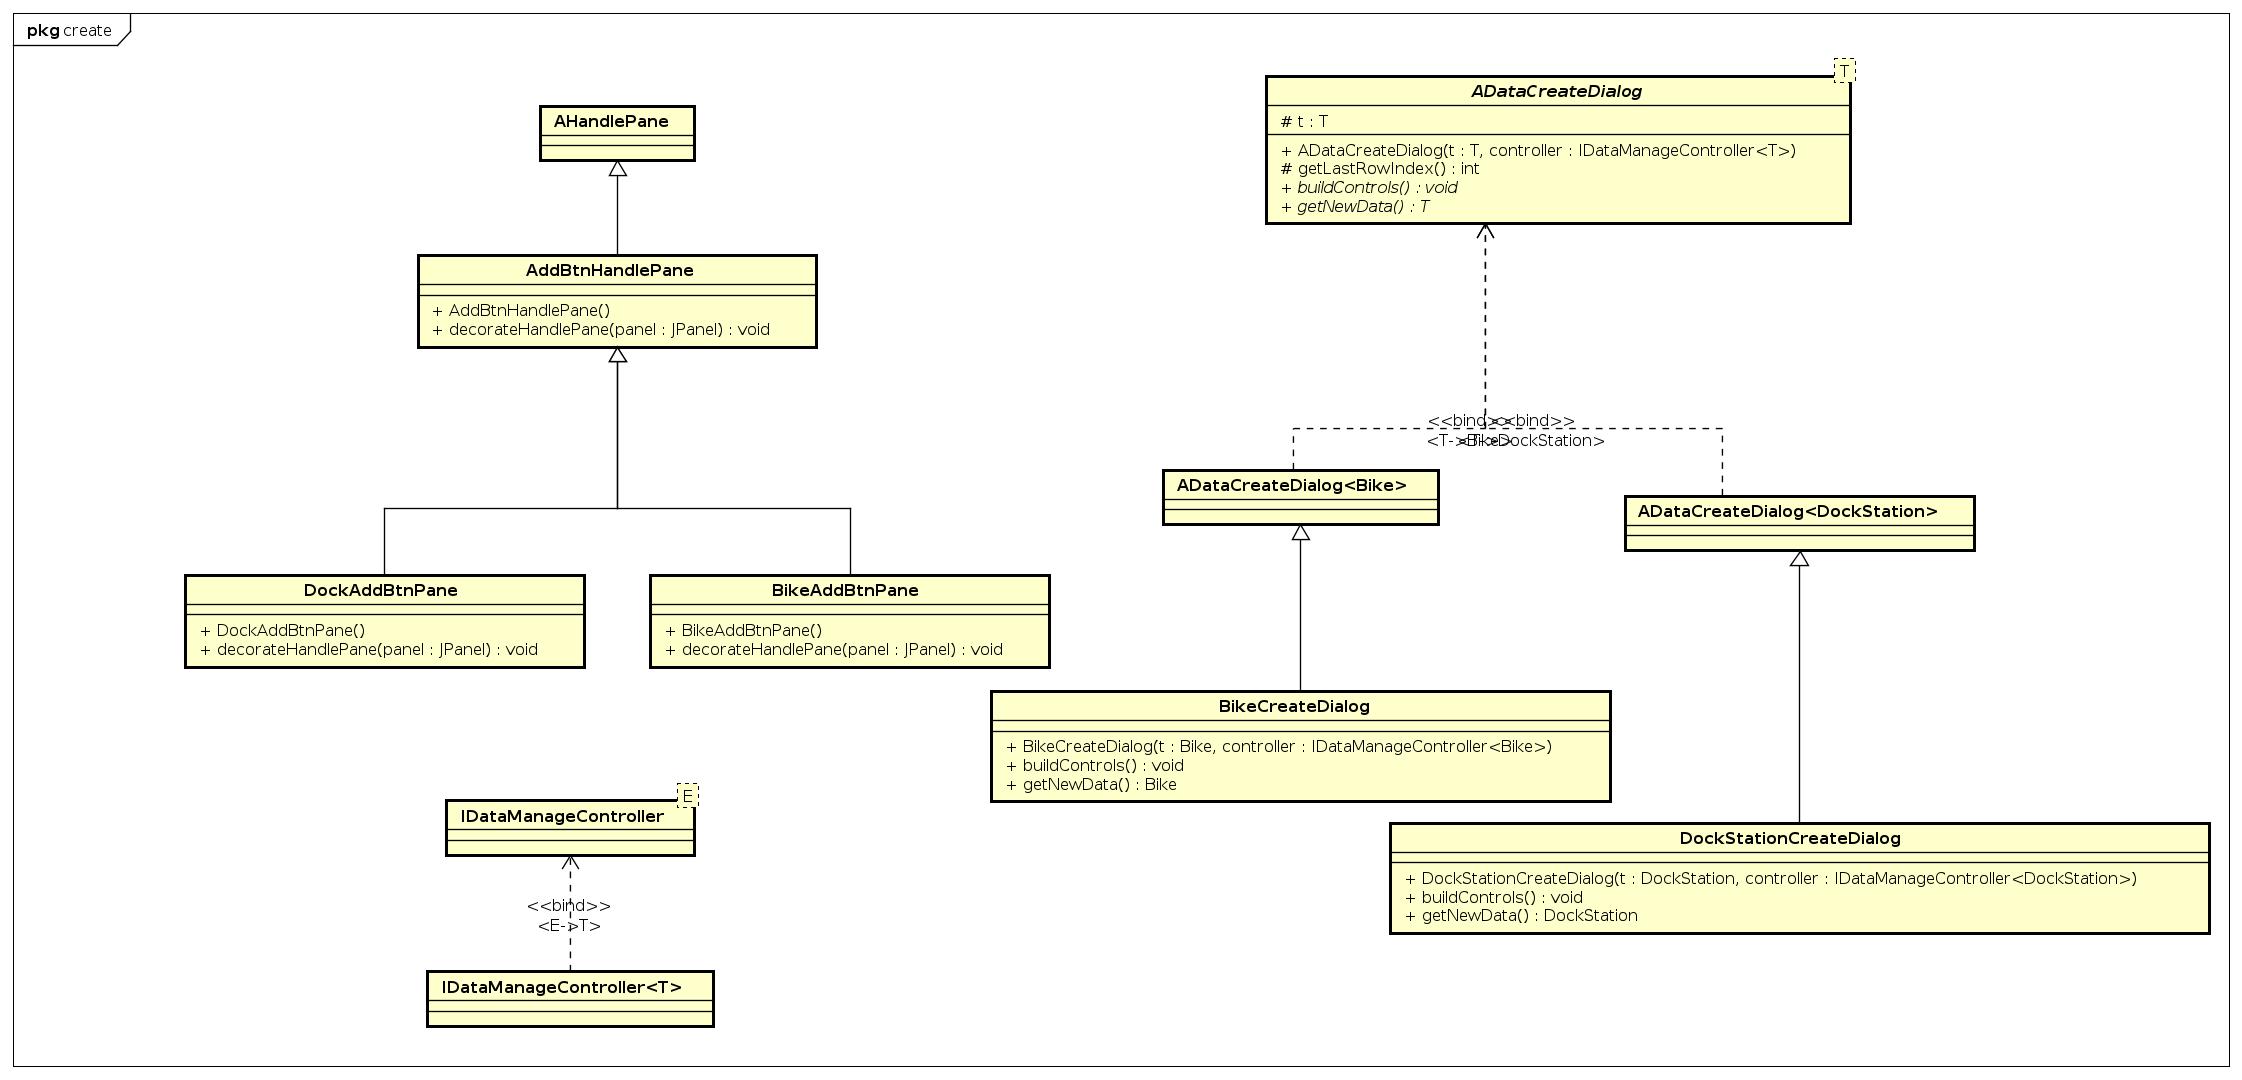 pkg create
T
ADataCreateDialog
# t : T
+ ADataCreateDialog(t : T, controller : IDataManageController<T>)
# getLastRowIndex() : int
+ buildControls() : void
+ getNewData() : T
AHandlePane
AddBtnHandlePane
+ AddBtnHandlePane()
+ decorateHandlePane(panel : JPanel) : void
<<bind>>
<T->Bike>
<<bind>>
<T->DockStation>
ADataCreateDialog<Bike>
ADataCreateDialog<DockStation>
DockAddBtnPane
+ DockAddBtnPane()
+ decorateHandlePane(panel : JPanel) : void
BikeAddBtnPane
+ BikeAddBtnPane()
+ decorateHandlePane(panel : JPanel) : void
BikeCreateDialog
+ BikeCreateDialog(t : Bike, controller : IDataManageController<Bike>)
+ buildControls() : void
+ getNewData() : Bike
E
IDataManageController
<<bind>>
<E->T>
IDataManageController<T>
DockStationCreateDialog
+ DockStationCreateDialog(t : DockStation, controller : IDataManageController<DockStation>)
+ buildControls() : void
+ getNewData() : DockStation